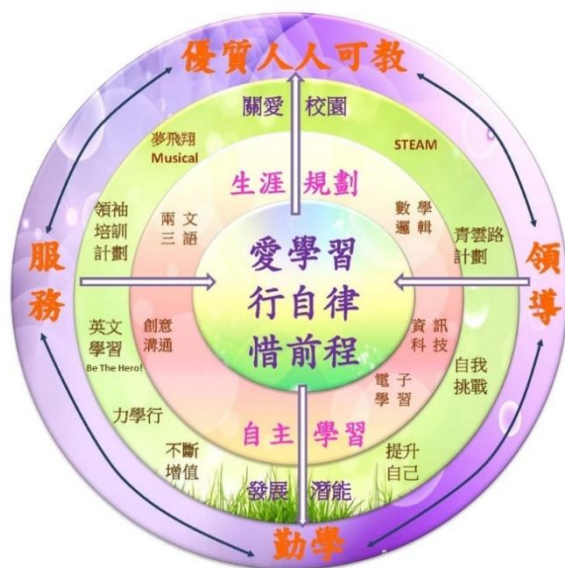 優質人人可教
關愛 校園
夢飛翔
Musical
STEAM
生涯 規劃
領袖
培訓
計劃
兩 文
三 語
數 學
邏 輯
青雲路
計劃
服
務
愛學習
行自律
惜前程
領
導
英文
學習
Be The Hero!
創意
溝通
資 訊
科 技
自我
挑戰
電 子
學 習
力學行
自主 學習
不斷
增值
提升
自己
發展 潛能
勤學